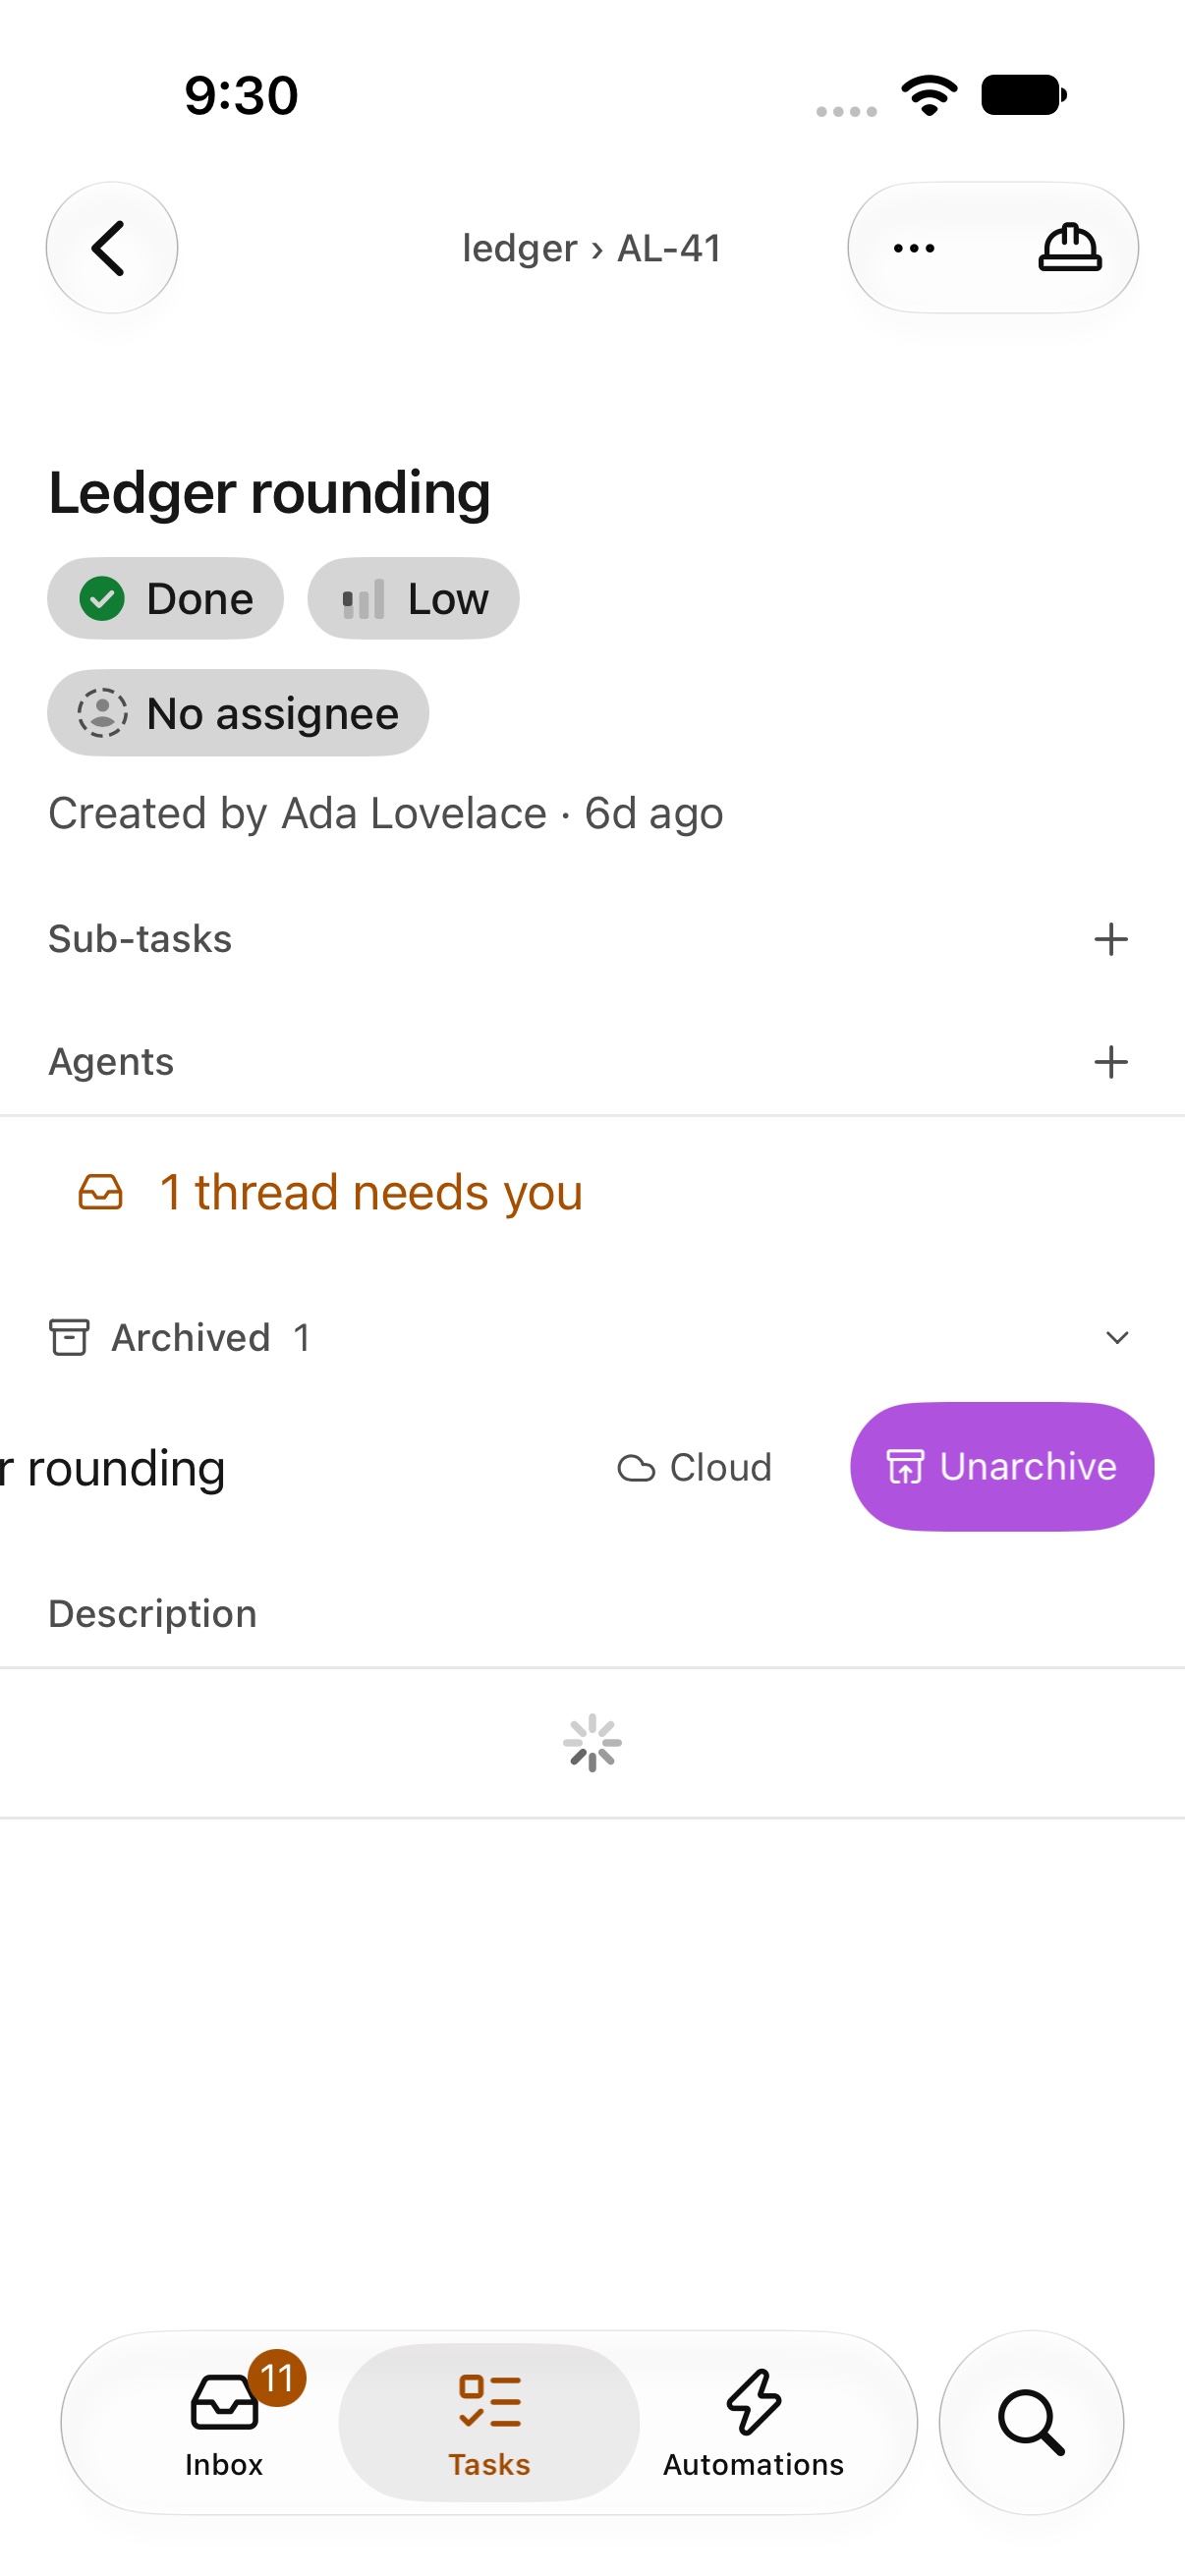 9:30
ledger › AL-41
Ledger rounding
Done
Low
No assignee
Created by Ada Lovelace · 6d ago
Sub-tasks
Agents
1 thread needs you
Archived 1
r rounding
Cloud
Unarchive
Description
11
Inbox
Tasks
Automations